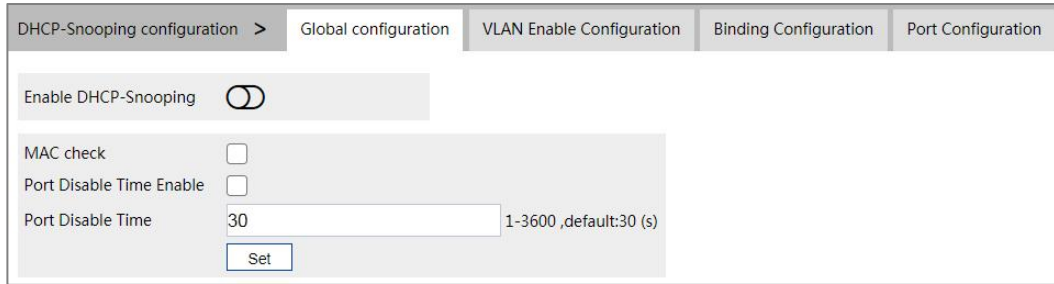 DHCP-Snooping configuration > Global configuration VLAN Enable Configuration Binding Configuration Port Configuration
Enable DHCP-Snooping
MAC check
Port Disable Time Enable
Port Disable Time 30 1-3600 ,default:30 (s)
Set